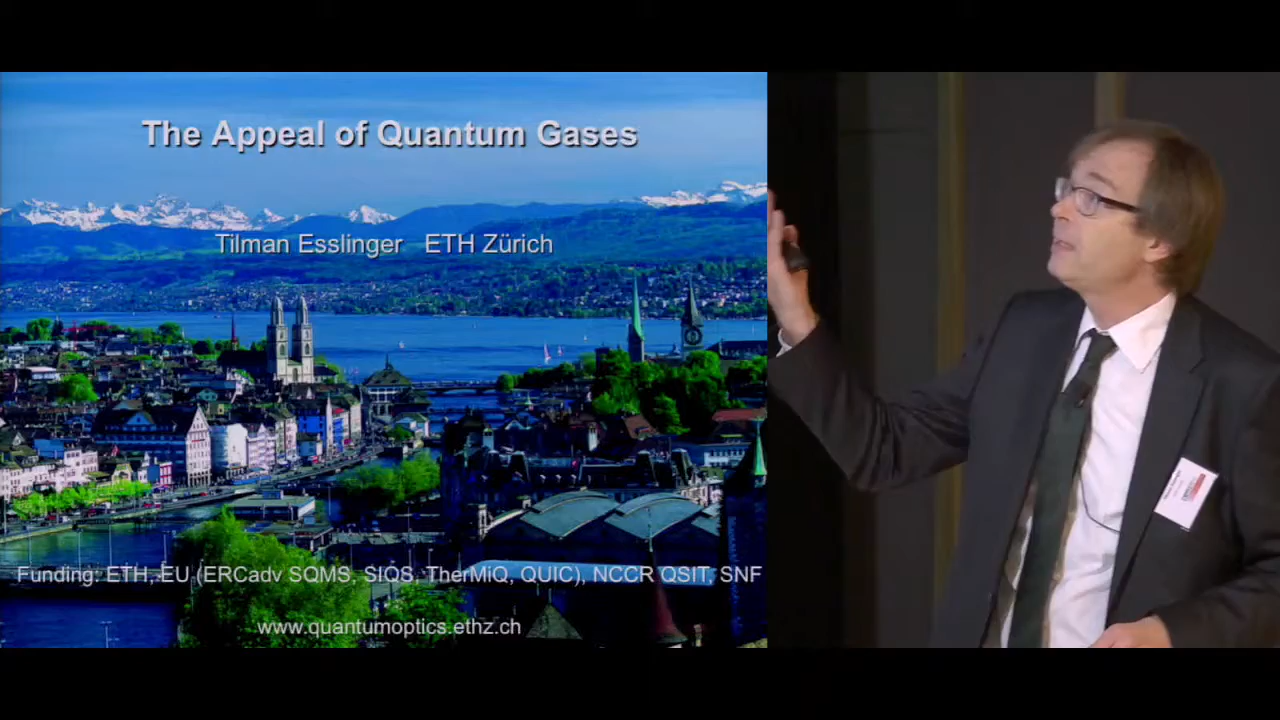 The Appeal of Quantum Gases
Tilman Esslinger ETH Zürich
Funding: ETH, EU (ERCadv SQMS, SIQS, TherMiQ, QUIC), NCCR QSIT, SNF
www.quantumoptics.ethz.ch